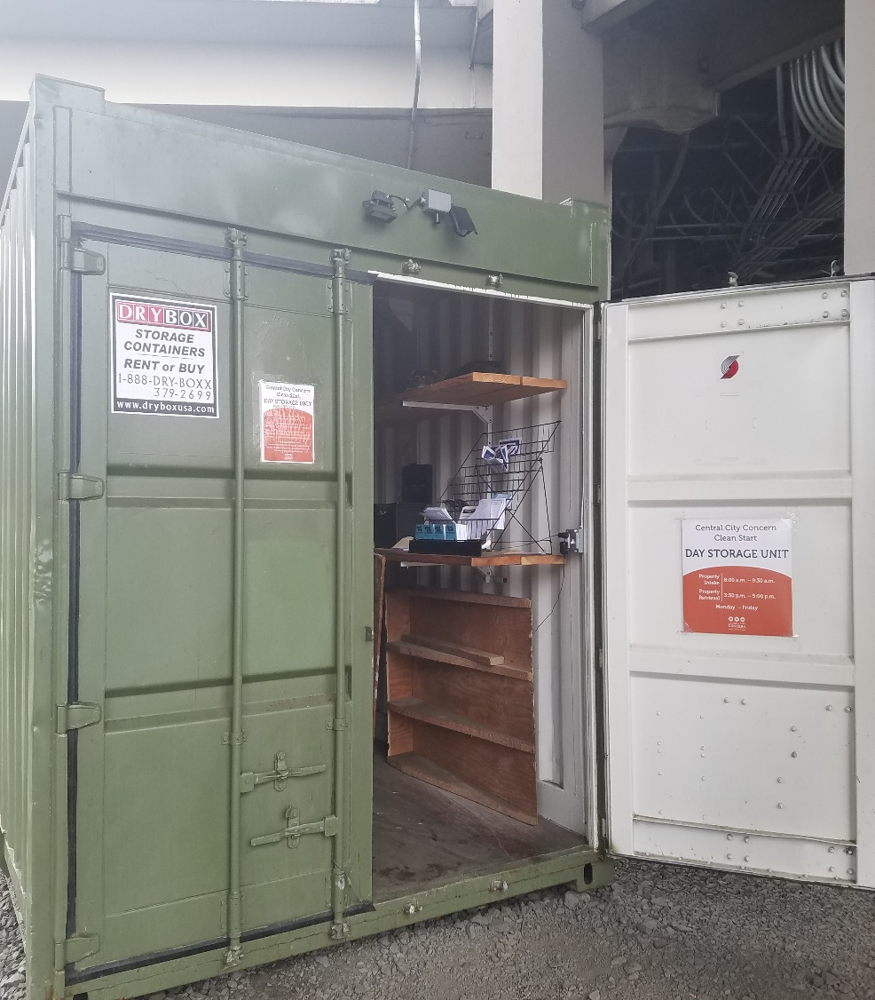 DRYBOX
STORAGE
CONTAINERS
RENT or BUY
1-888-DRY-BOXX
379-2699
www.dryboxusa.com
Central City Concern
Clean Start
DAY STORAGE UNIT
Central City Concern
Clean Start
DAY STORAGE UNIT
Property
Intake
8:00 a.m. – 9:30 a.m.
Property
Retrieval
3:30 p.m. – 5:00 p.m.
Monday – Friday